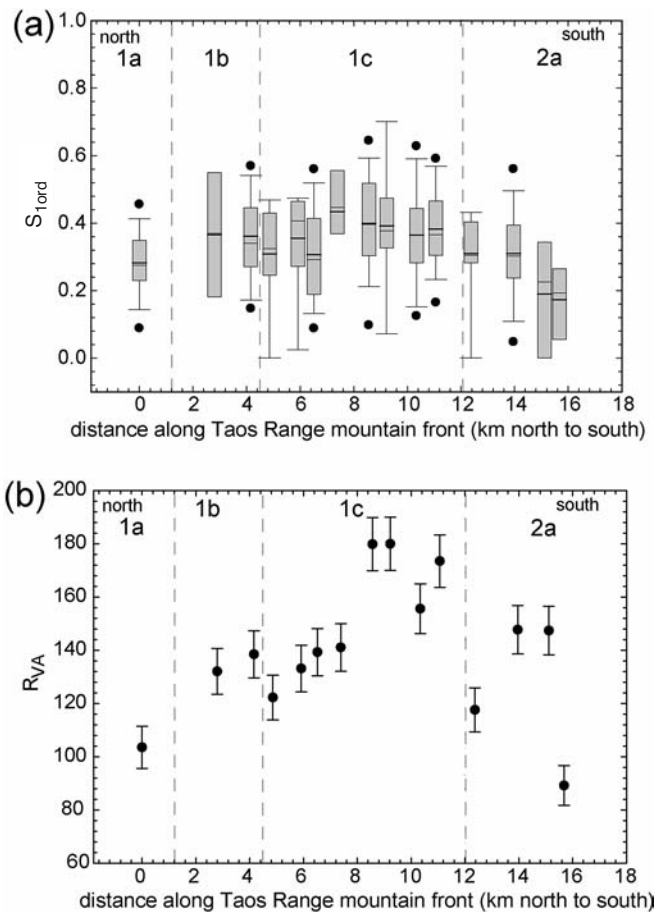 (a)
1.0
0.8
0.6
0.4
0.2
0.0
S1ord
north
south
1a
1b
1c
2a
0 2 4 6 8 10 12 14 16 18
distance along Taos Range mountain front (km north to south)
(b)
200
180
160
140
120
100
80
60
RVA
north
south
1a
1b
1c
2a
0 2 4 6 8 10 12 14 16 18
distance along Taos Range mountain front (km north to south)